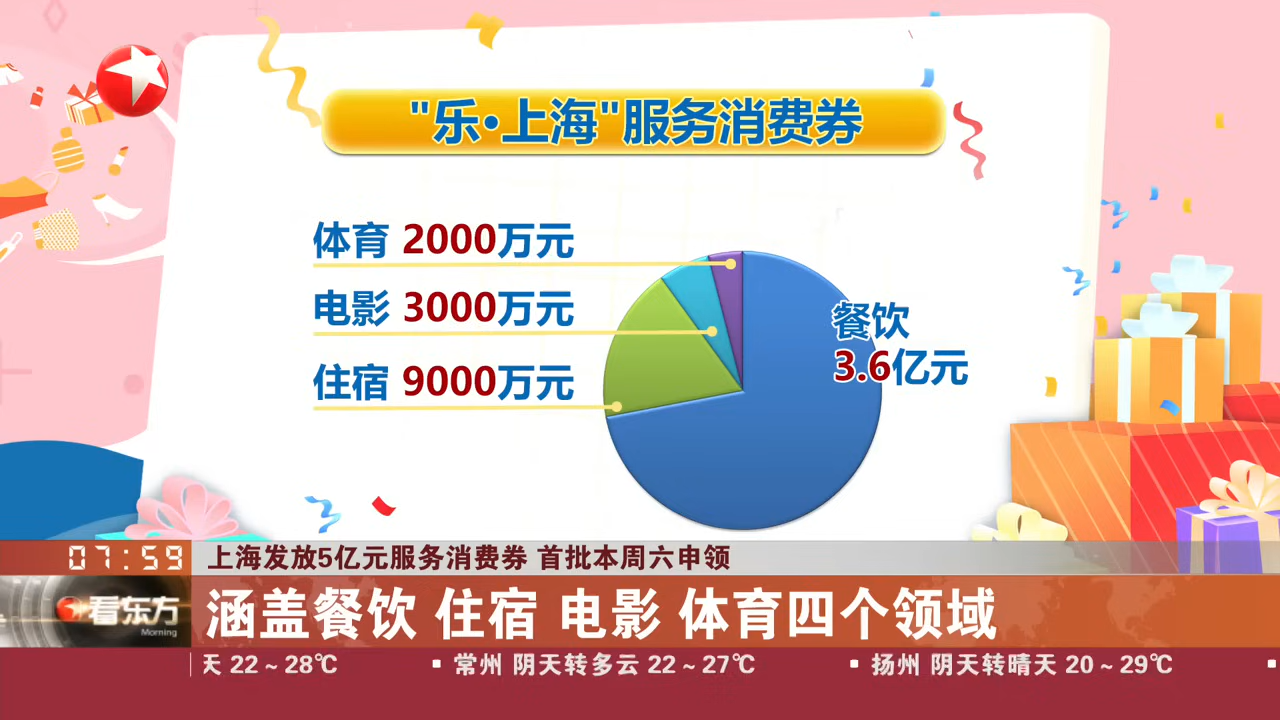 "乐·上海"服务消费券
体育 2000万元
电影 3000万元
住宿 9000万元
餐饮
3.6亿元
07:59
上海发放5亿元服务消费券 首批本周六申领
看东方
Morning
涵盖餐饮 住宿 电影 体育四个领域
天 22~28℃
常州 阴天转多云 22~27℃
扬州 阴天转晴天 20~29℃